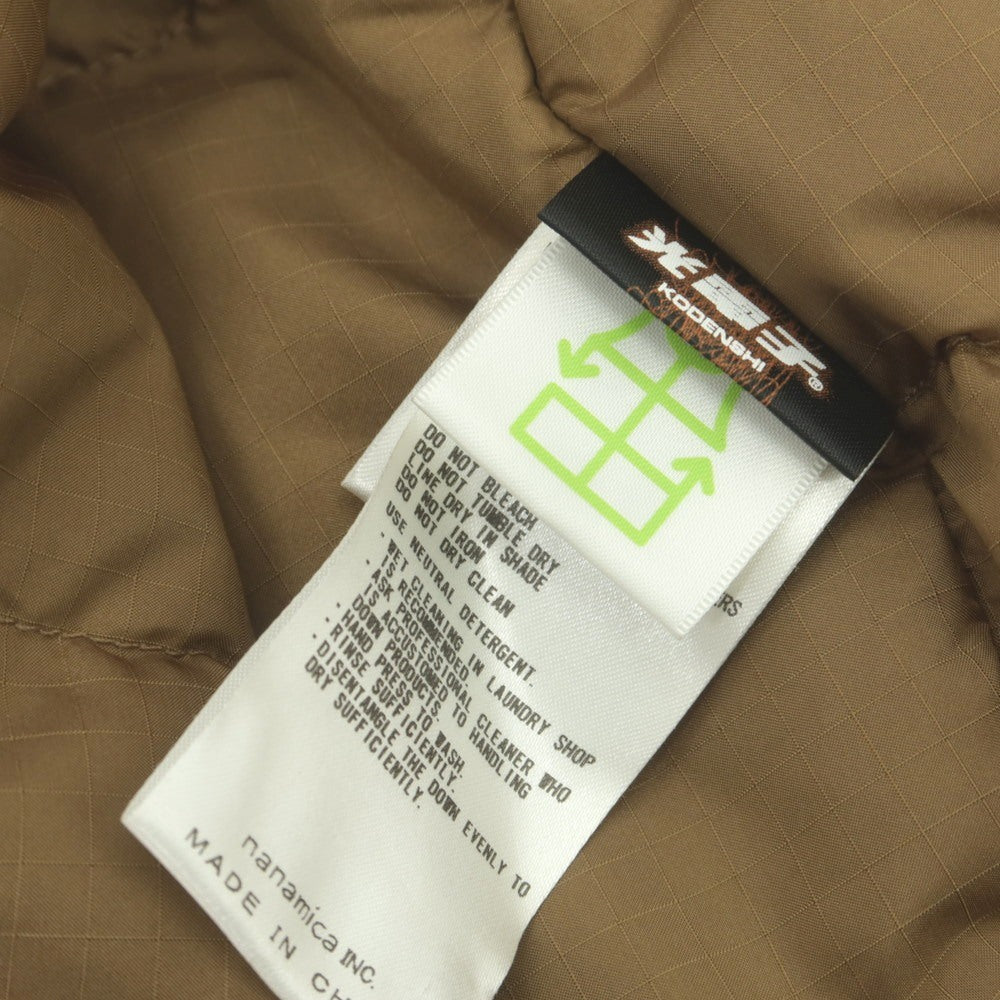 光電子®
KODENSHI
DO NOT BLEACH
DO NOT TUMBLE DRY
LINE DRY I'M SHADE
DO NOT IRON
DO NOT DRY CLEAN
USE NEUTRAL DETERGENT.
- WET CLEANING IN LAUNDRY SHOP
IS RECOMMENDED.
- ASK PROFESSIONAL CLEANER WHO
IS ACCUSTOMED TO HANDLING
DOWN PRODUCTS.
- HAND PRESS TO WASH.
- RINSE SUFFICIENTLY.
- DISENTANGLE THE DOWN EVENLY TO
DRY SUFFICIENTLY.
nanamica INC.
MADE IN